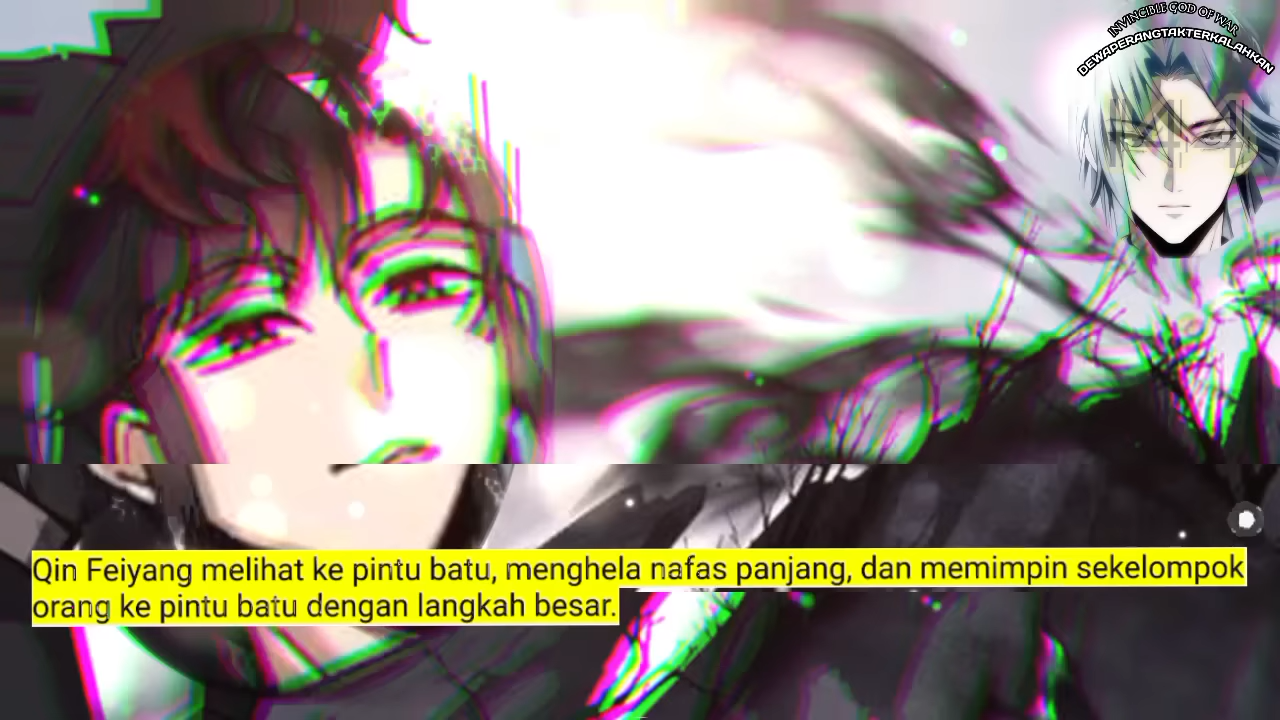 INVINCIBLE GOD OF WAR
DEWAPERANGTAKTERKALAHKAN
Qin Feiyang melihat ke pintu batu, menghela nafas panjang, dan memimpin sekelompok
orang ke pintu batu dengan langkah besar.